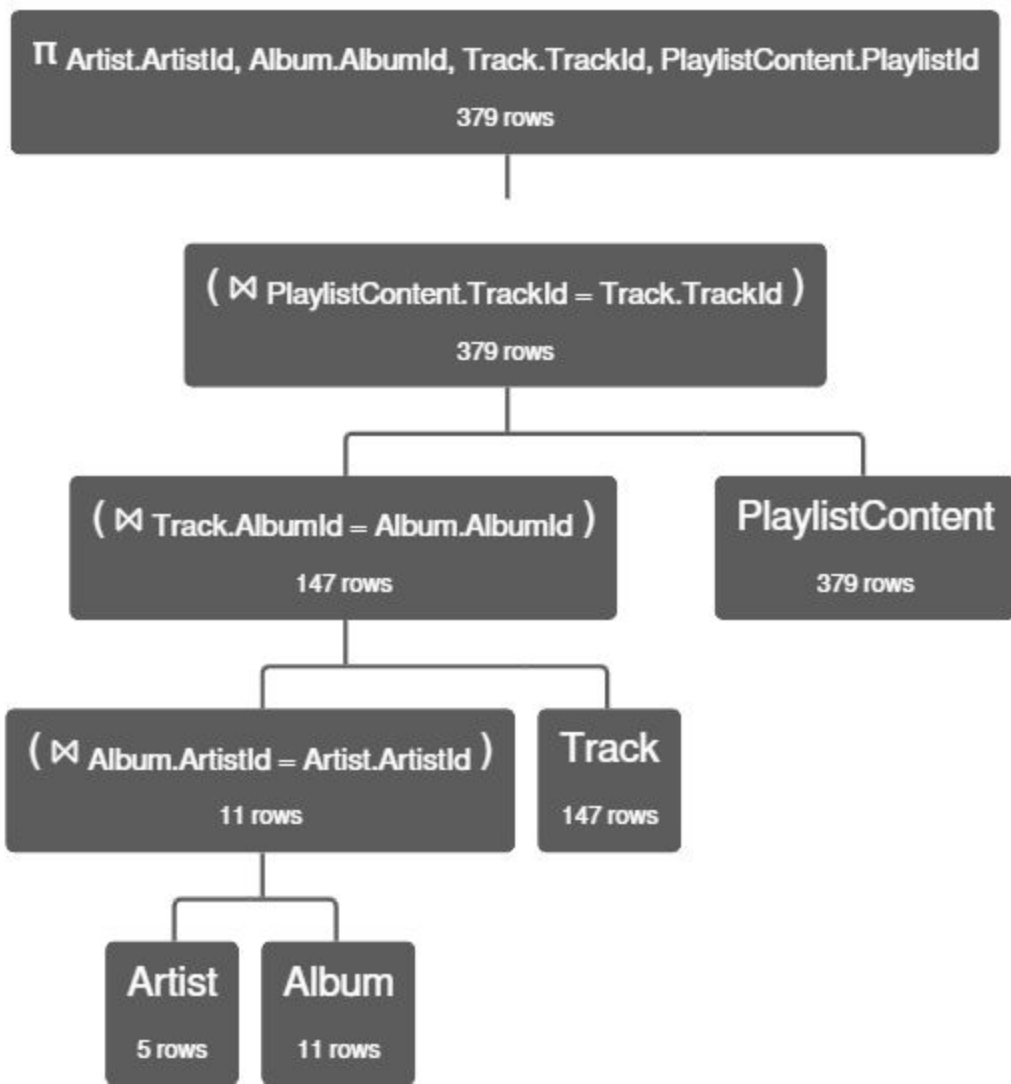 π Artist.ArtistId, Album.AlbumId, Track.TrackId, PlaylistContent.PlaylistId
379 rows
( ⋈ PlaylistContent.TrackId = Track.TrackId )
379 rows
( ⋈ Track.AlbumId = Album.AlbumId )
147 rows
PlaylistContent
379 rows
( ⋈ Album.ArtistId = Artist.ArtistId )
11 rows
Track
147 rows
Artist
5 rows
Album
11 rows